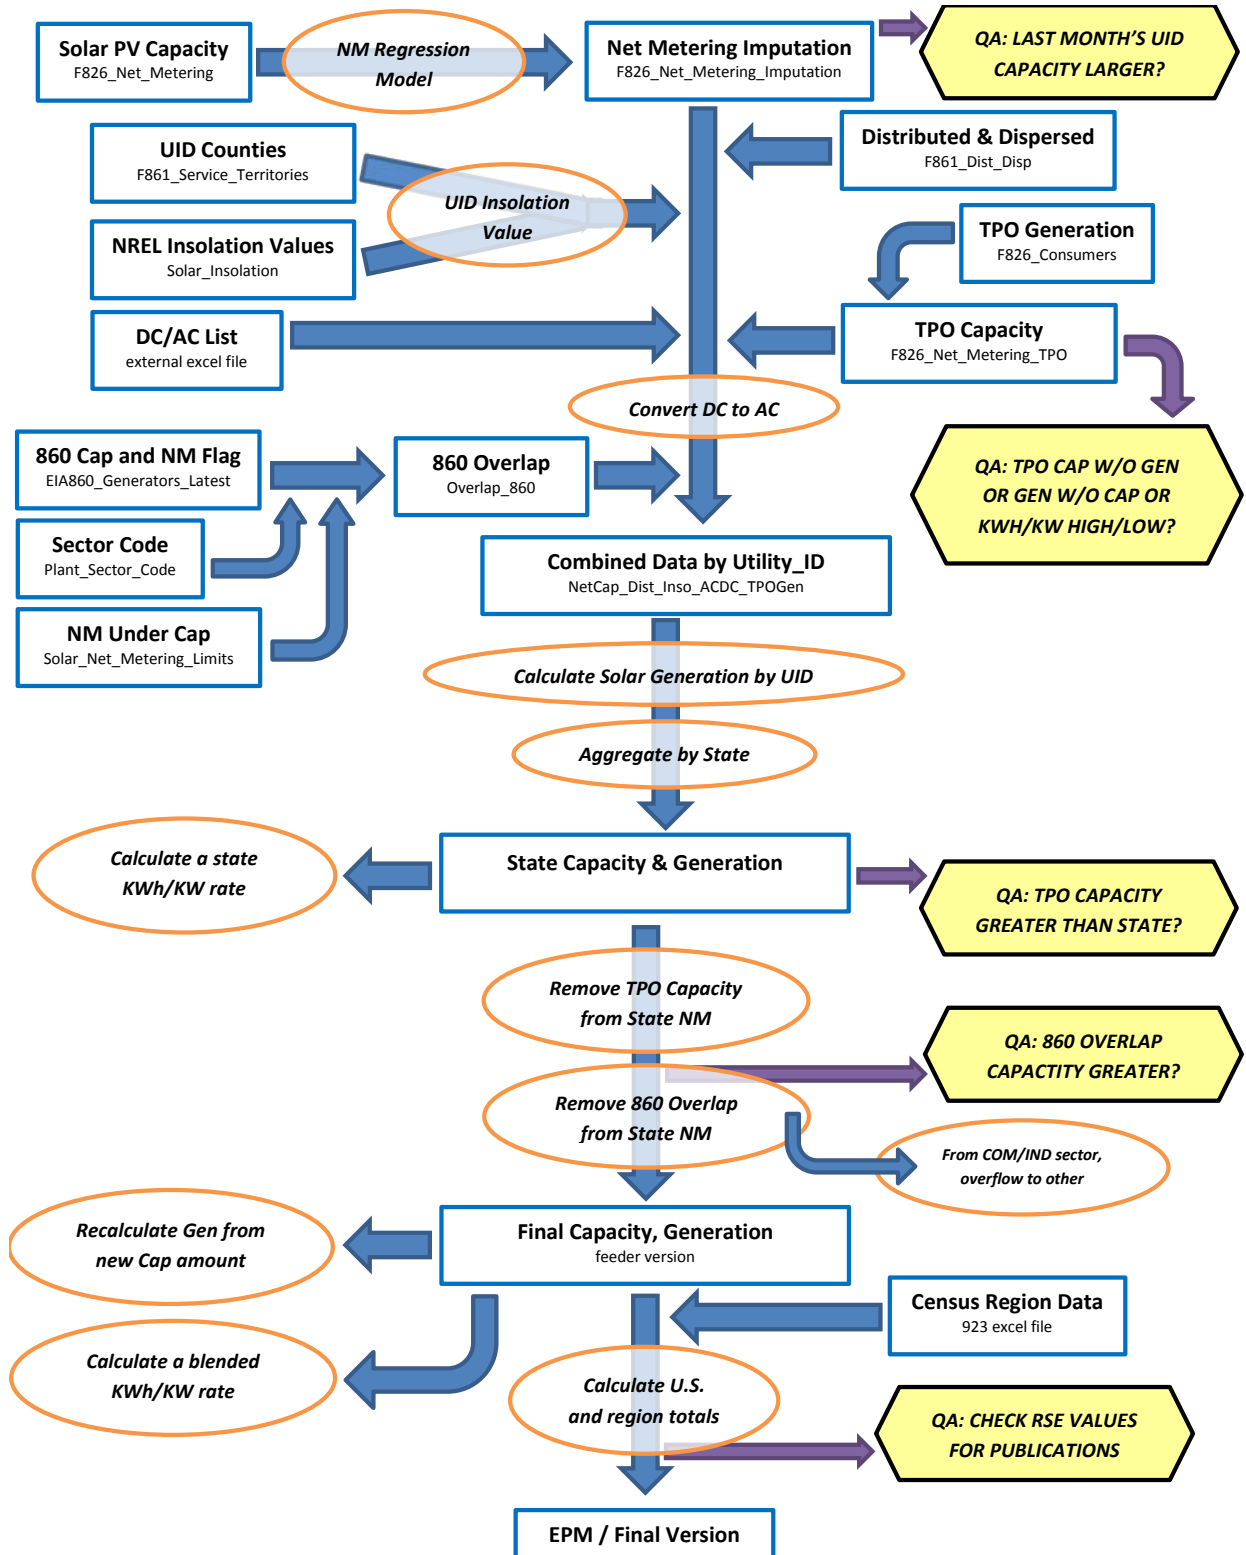 Solar PV Capacity
F826_Net_Metering
NM Regression
Model
Net Metering Imputation
F826_Net_Metering_Imputation
QA: LAST MONTH'S UID
CAPACITY LARGER?
UID Counties
F861_Service_Territories
Distributed & Dispersed
F861_Dist_Disp
UID Insolation
Value
NREL Insolation Values
Solar_Insolation
TPO Generation
F826_Consumers
DC/AC List
external excel file
TPO Capacity
F826_Net_Metering_TPO
Convert DC to AC
860 Cap and NM Flag
EIA860_Generators_Latest
860 Overlap
Overlap_860
QA: TPO CAP W/O GEN
OR GEN W/O CAP OR
KWH/KW HIGH/LOW?
Sector Code
Plant_Sector_Code
Combined Data by Utility_ID
NetCap_Dist_Inso_ACDC_TPOGen
NM Under Cap
Solar_Net_Metering_Limits
Calculate Solar Generation by UID
Aggregate by State
Calculate a state
KWh/KW rate
State Capacity & Generation
QA: TPO CAPACITY
GREATER THAN STATE?
Remove TPO Capacity
from State NM
QA: 860 OVERLAP
CAPACTITY GREATER?
Remove 860 Overlap
from State NM
From COM/IND sector,
overflow to other
Recalculate Gen from
new Cap amount
Final Capacity, Generation
feeder version
Census Region Data
923 excel file
Calculate a blended
KWh/KW rate
Calculate U.S.
and region totals
QA: CHECK RSE VALUES
FOR PUBLICATIONS
EPM / Final Version